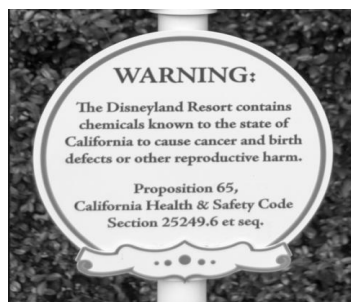 WARNING:
The Disneyland Resort contains
chemicals known to the state of
California to cause cancer and birth
defects or other reproductive harm.
Proposition 65,
California Health & Safety Code
Section 25249.6 et seq.